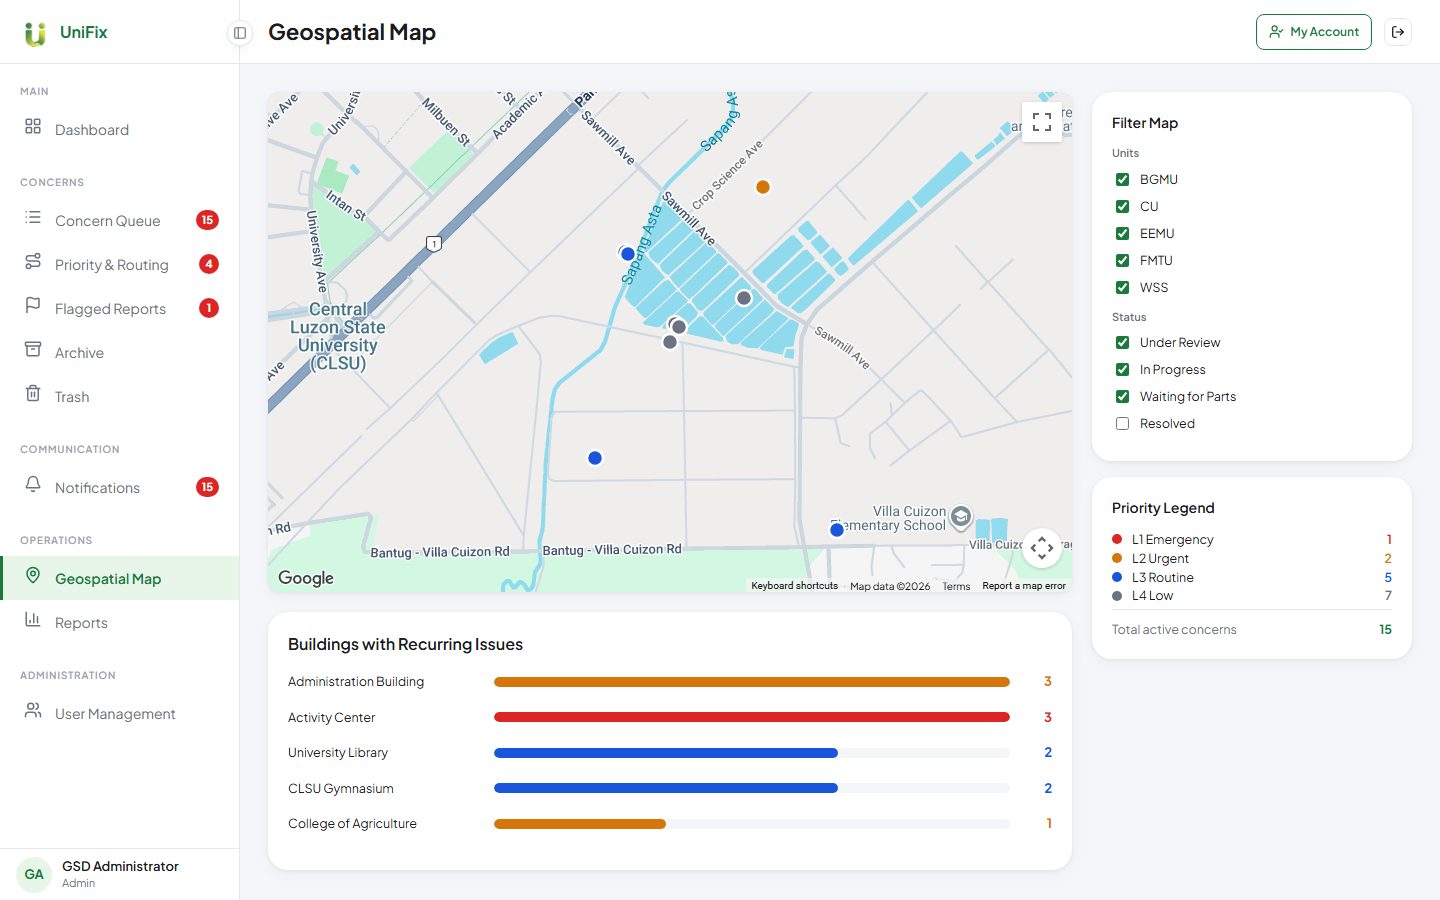 UniFix
Geospatial Map
My Account
MAIN
Dashboard
CONCERNS
Concern Queue 15
Priority & Routing 4
Flagged Reports 1
Archive
Trash
COMMUNICATION
Notifications 15
OPERATIONS
Geospatial Map
Reports
ADMINISTRATION
User Management
GA
GSD Administrator
Admin
Milbuen St
Academic
Sawmill Ave
Sapang A
Crop Science Ave
Intan St
University Ave
1
Sapang Asta
Sawmill Ave
Central
Luzon State
University
(CLSU)
Ave
Sawmill Ave
Villa Cuizon
Elementary School
Bantug - Villa Cuizon Rd
Bantug - Villa Cuizon Rd
Google
Keyboard shortcuts
Map data ©2026
Terms
Report a map error
Buildings with Recurring Issues
Administration Building 3
Activity Center 3
University Library 2
CLSU Gymnasium 2
College of Agriculture 1
Filter Map
Units
BGMU
CU
EEMU
FMTU
WSS
Status
Under Review
In Progress
Waiting for Parts
Resolved
Priority Legend
L1 Emergency 1
L2 Urgent 2
L3 Routine 5
L4 Low 7
Total active concerns 15